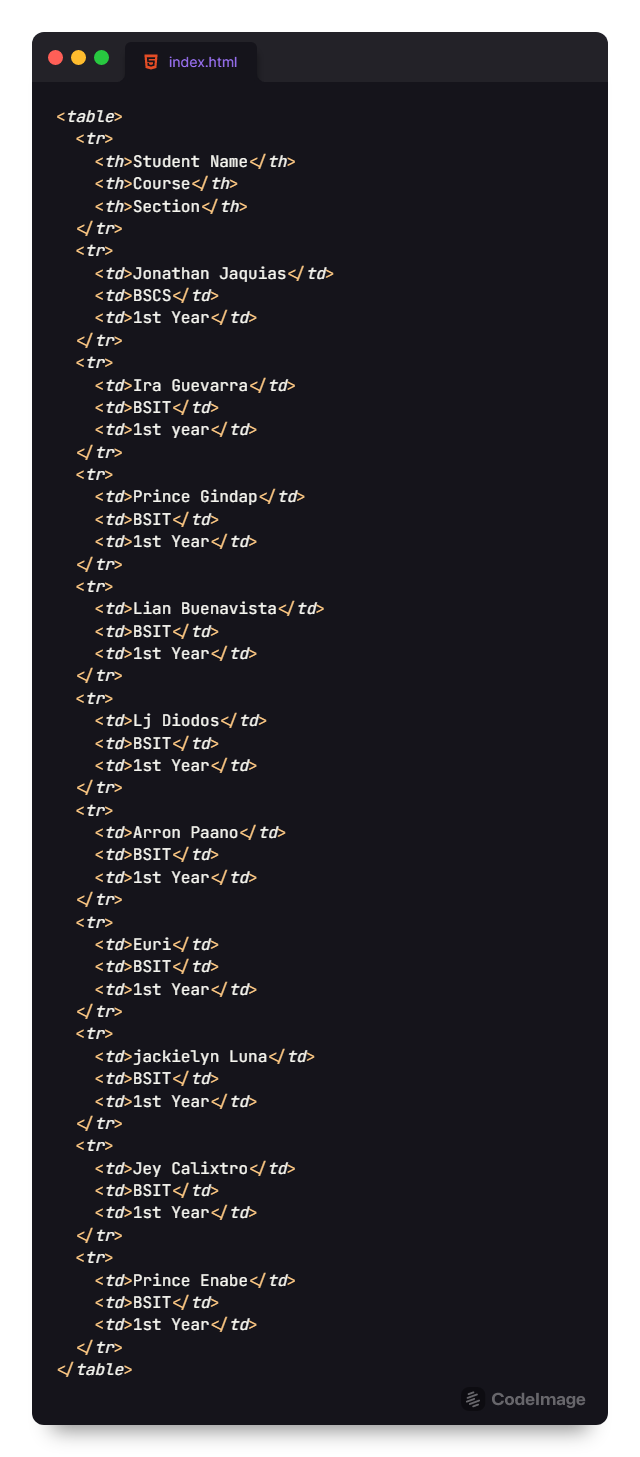 index.html
<table>
<tr>
<th>Student Name</th>
<th>Course</th>
<th>Section</th>
</tr>
<tr>
<td>Jonathan Jaquias</td>
<td>BSCS</td>
<td>1st Year</td>
</tr>
<tr>
<td>Ira Guevarra</td>
<td>BSIT</td>
<td>1st year</td>
</tr>
<tr>
<td>Prince Gindap</td>
<td>BSIT</td>
<td>1st Year</td>
</tr>
<tr>
<td>Lian Buenavista</td>
<td>BSIT</td>
<td>1st Year</td>
</tr>
<tr>
<td>Lj Diodos</td>
<td>BSIT</td>
<td>1st Year</td>
</tr>
<tr>
<td>Arron Paano</td>
<td>BSIT</td>
<td>1st Year</td>
</tr>
<tr>
<td>Euri</td>
<td>BSIT</td>
<td>1st Year</td>
</tr>
<tr>
<td>jackielyn Luna</td>
<td>BSIT</td>
<td>1st Year</td>
</tr>
<tr>
<td>Jey Calixtro</td>
<td>BSIT</td>
<td>1st Year</td>
</tr>
<tr>
<td>Prince Enabe</td>
<td>BSIT</td>
<td>1st Year</td>
</tr>
</table>
CodeImage